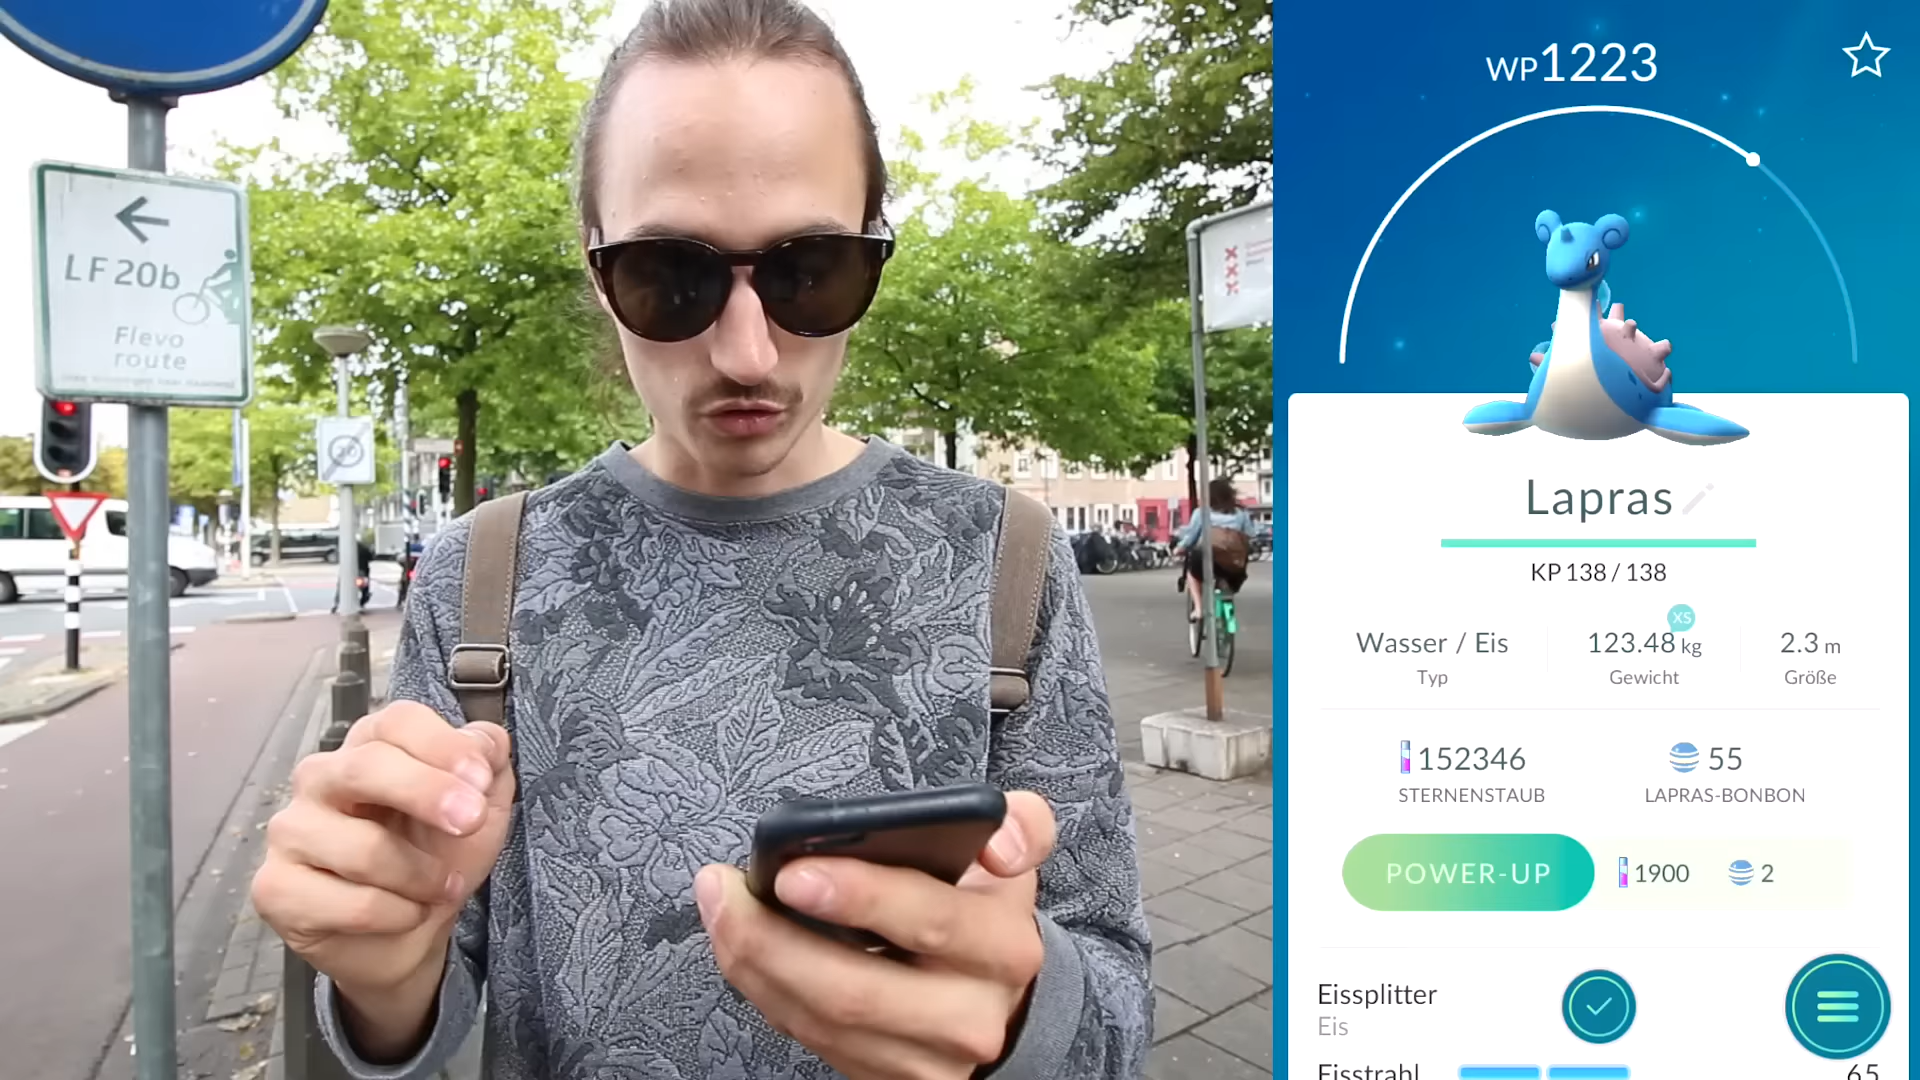 LF20b
Flevo
route
20
WP1223
Lapras
KP 138 / 138
XS
Wasser / Eis
Typ
123.48 kg
Gewicht
2.3 m
Größe
152346
STERNENSTAUB
55
LAPRAS-BONBON
POWER-UP
1900
2
Eissplitter
Eis
Eisstrahl
65